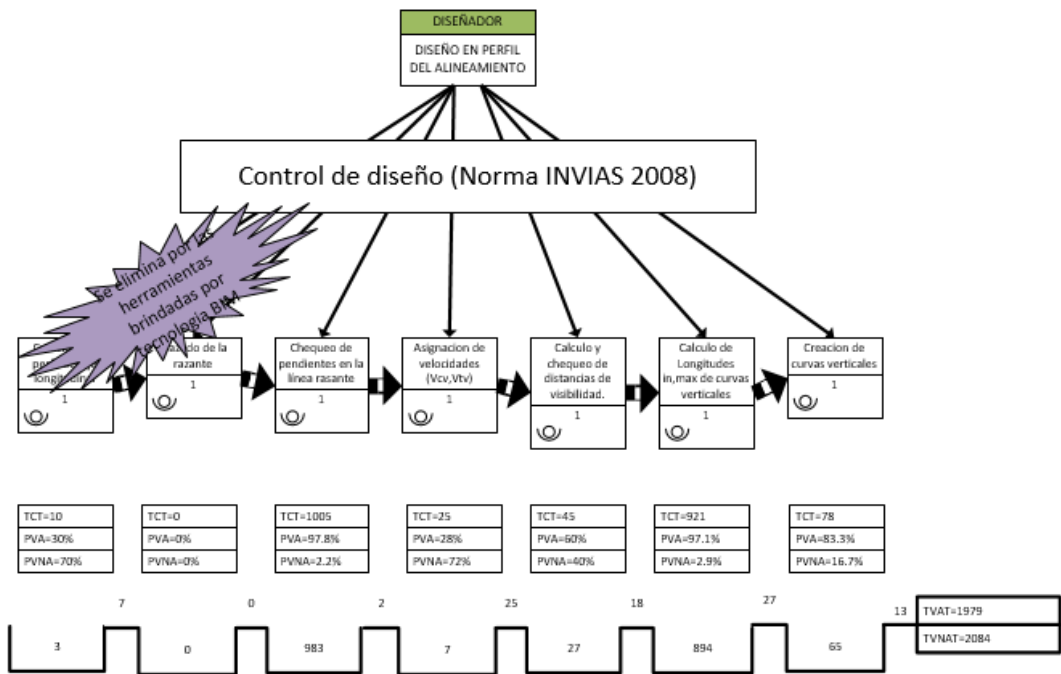 DISEÑADOR
DISEÑO EN PERFIL
DEL ALINEAMIENTO
Control de diseño (Norma INVIAS 2008)
Se elimina por las
herramientas
brindadas por
tecnología BIM
de la
razante
1
Chequeo de
pendientes en la
línea rasante
1
Asignacion de
velocidades
(Vcv,Vtv)
1
Calculo y
chequeo de
distancias de
visibilidad.
1
Calculo de
Longitudes
in,max de curvas
verticales
1
Creacion de
curvas verticales
1
1
TCT=10
PVA=30%
PVNA=70%
TCT=0
PVA=0%
PVNA=0%
TCT=1005
PVA=97.8%
PVNA=2.2%
TCT=25
PVA=28%
PVNA=72%
TCT=45
PVA=60%
PVNA=40%
TCT=921
PVA=97.1%
PVNA=2.9%
TCT=78
PVA=83.3%
PVNA=16.7%
7 0 2 25 18 27 13
3 0 983 7 27 894 65
TVAT=1979
TVNAT=2084